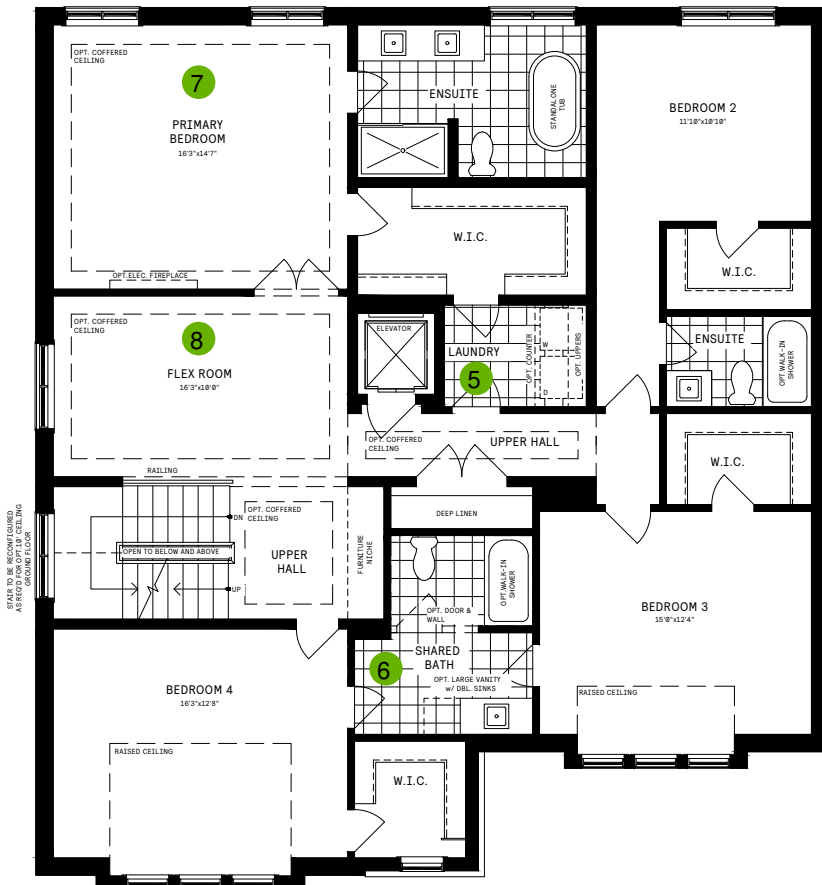 OPT. COFFERED
CEILING
7
PRIMARY
BEDROOM
16'3"x14'7"
OPT.ELEC. FIREPLACE
ENSUITE
STANDALONE
TUB
BEDROOM 2
11'10"x10'10"
W.I.C.
W.I.C.
OPT. COFFERED
CEILING
8
FLEX ROOM
16'3"x10'0"
ELEVATOR
LAUNDRY
5
OPT. COUNTER
W
D
OPT. UPPERS
ENSUITE
OPT.WALK-IN
SHOWER
OPT. COFFERED
CEILING
UPPER HALL
W.I.C.
RAILING
DN
OPT. COFFERED
CEILING
OPEN TO BELOW AND ABOVE
UP
UPPER
HALL
FURNITURE
NICHE
DEEP LINEN
STAIR TO BE RECONFIGURED
AS REQ'D FOR OPT.10' CEILING
GROUND FLOOR
OPT.WALK-IN
SHOWER
OPT. DOOR &
WALL
BEDROOM 3
15'0"x12'4"
RAISED CEILING
SHARED
BATH
6
OPT. LARGE VANITY
w/ DBL. SINKS
BEDROOM 4
16'3"x12'8"
RAISED CEILING
W.I.C.